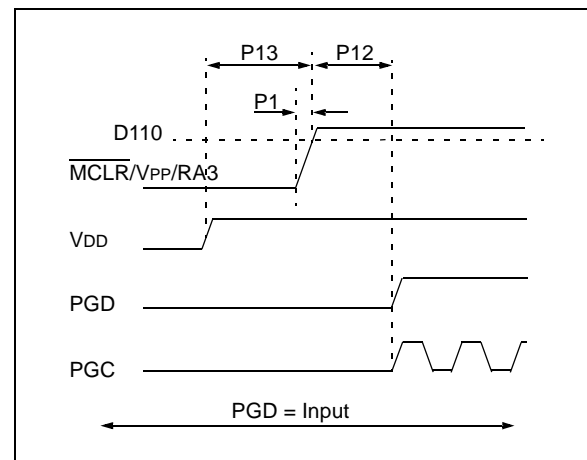 P13 P12
P1
D110
MCLR/VPP/RA3
VDD
PGD
PGC
PGD = Input